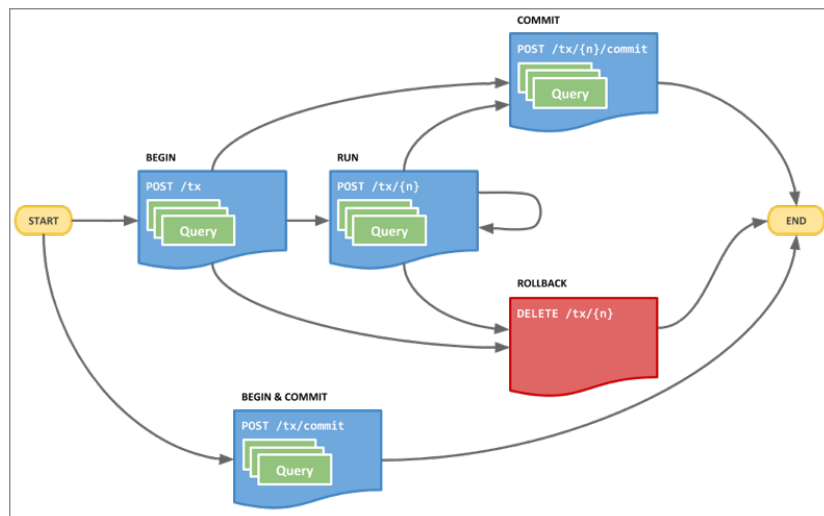 COMMIT
POST /tx/{n}/commit
Query
BEGIN
POST /tx
Query
RUN
POST /tx/{n}
Query
START
END
ROLLBACK
DELETE /tx/{n}
BEGIN & COMMIT
POST /tx/commit
Query